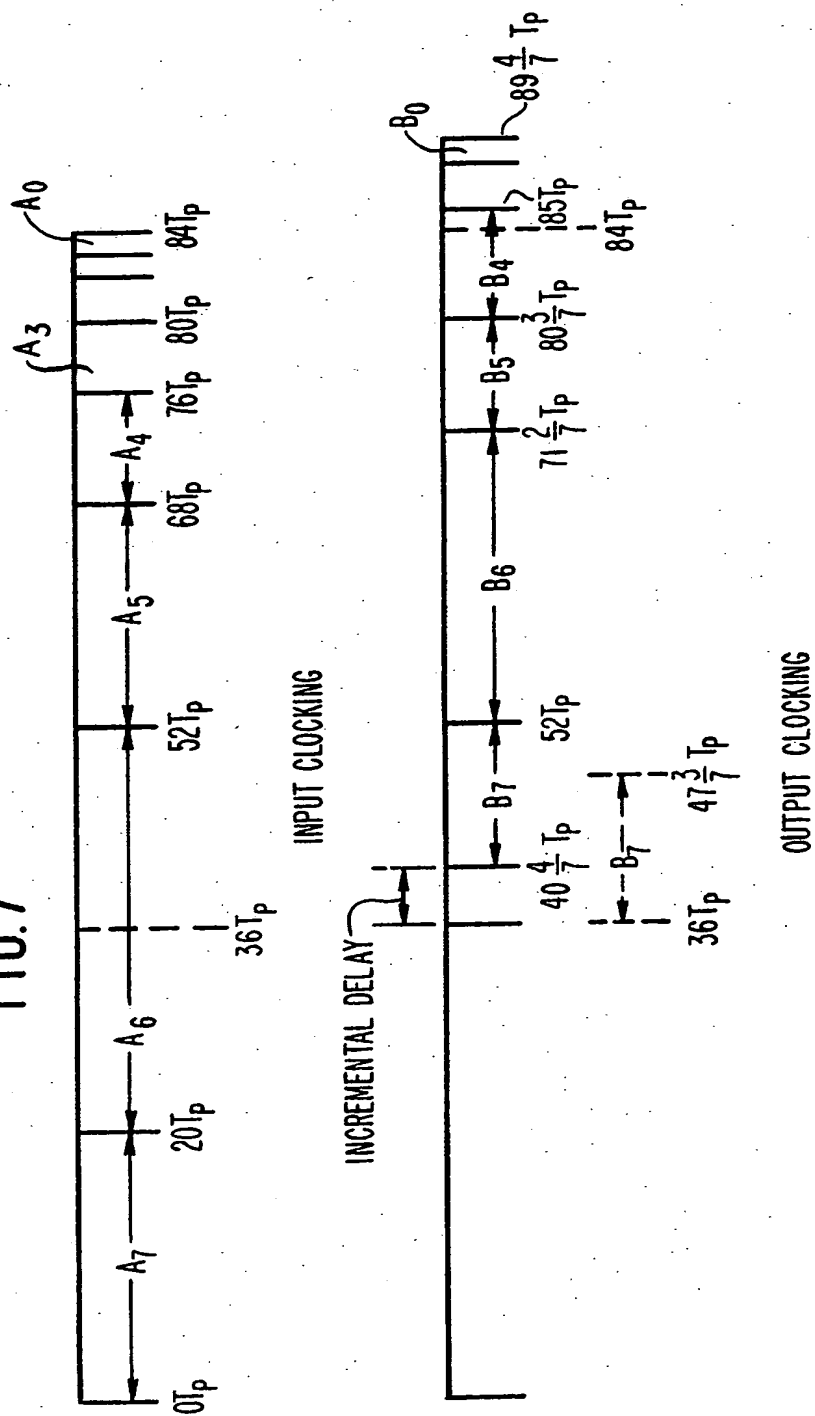 FIG. 7
A7
A6
A5
A4
A3
A0
0Tp
20Tp
36Tp
52Tp
68Tp
76Tp
80Tp
84Tp
INPUT CLOCKING
INCREMENTAL DELAY
B7
B6
B5
B4
B0
40 4/7 Tp
52Tp
71 2/7 Tp
80 3/7 Tp
85Tp
89 4/7 Tp
84Tp
B7
36Tp
47 3/7 Tp
OUTPUT CLOCKING